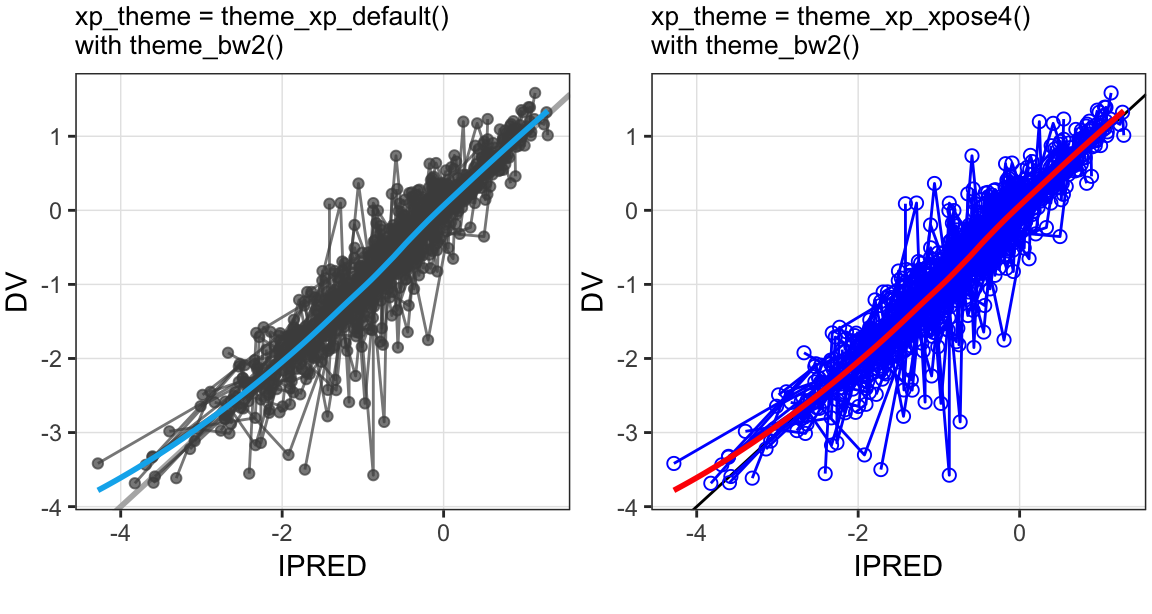 xp_theme = theme_xp_default()
with theme_bw2()
1
0
-1
-2
-3
-4
-4
-2
0
DV
IPRED
xp_theme = theme_xp_xpose4()
with theme_bw2()
1
0
-1
-2
-3
-4
-4
-2
0
DV
IPRED